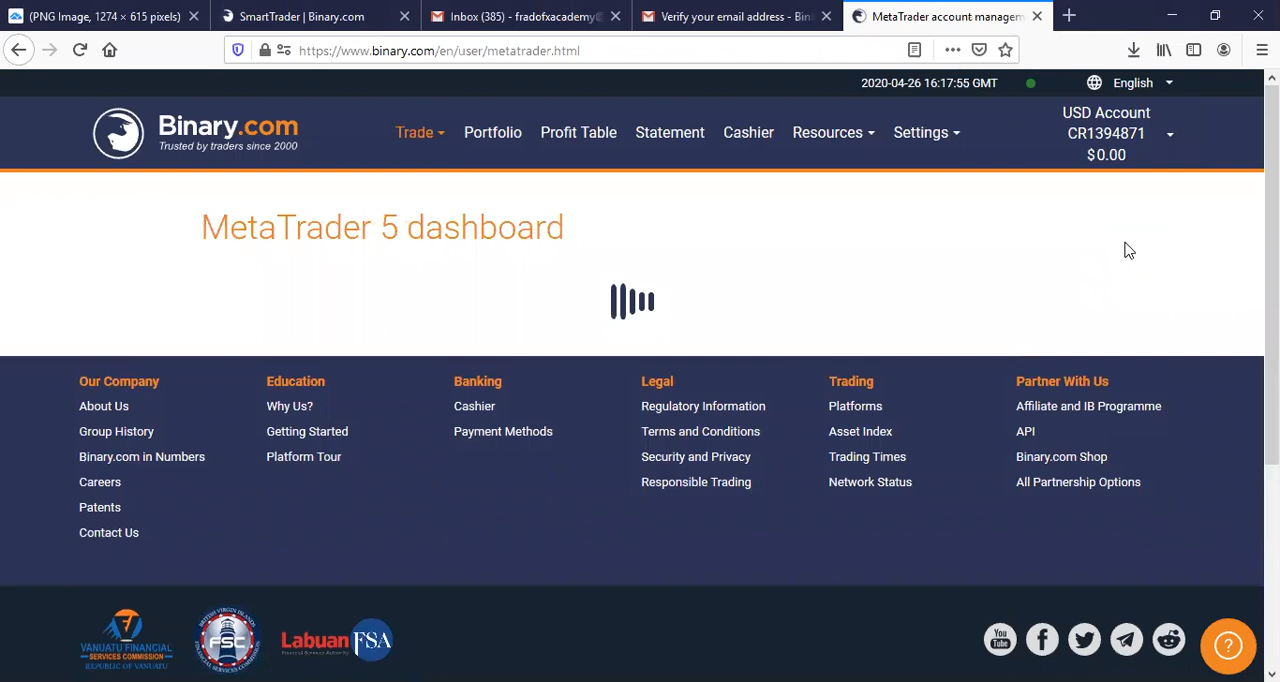 (PNG Image, 1274 × 615 pixels)
SmartTrader | Binary.com
Inbox (385) - fradofxacademy@
Verify your email address - Bin
MetaTrader account managem
https://www.binary.com/en/user/metatrader.html
2020-04-26 16:17:55 GMT
English
Binary.com
Trusted by traders since 2000
Trade
Portfolio
Profit Table
Statement
Cashier
Resources
Settings
USD Account
CR1394871
$0.00
MetaTrader 5 dashboard
Our Company
About Us
Group History
Binary.com in Numbers
Careers
Patents
Contact Us
Education
Why Us?
Getting Started
Platform Tour
Banking
Cashier
Payment Methods
Legal
Regulatory Information
Terms and Conditions
Security and Privacy
Responsible Trading
Trading
Platforms
Asset Index
Trading Times
Network Status
Partner With Us
Affiliate and IB Programme
API
Binary.com Shop
All Partnership Options
VANUATU FINANCIAL
SERVICES COMMISSION
REPUBLIC OF VANUATU
FSC
Labuan FSA
You
Tube